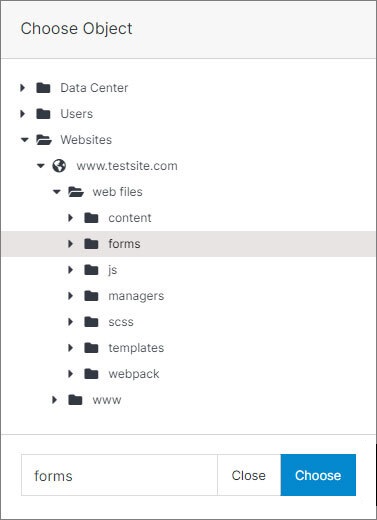 Choose Object
Data Center
Users
Websites
www.testsite.com
web files
content
forms
js
managers
scss
templates
webpack
www
forms
Close
Choose